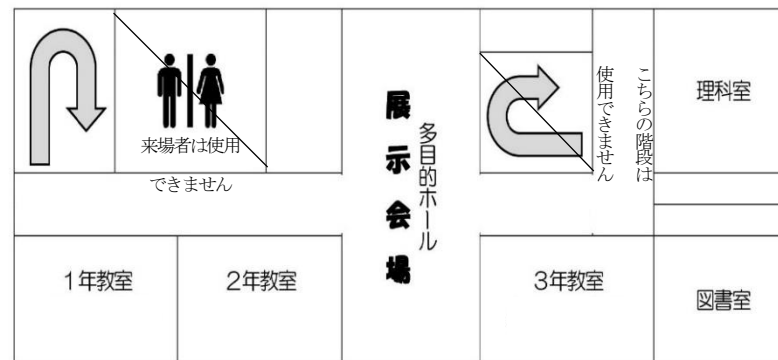 来場者は使用
できません
展示会場
多目的ホール
こちらの階段は
使用できません
理科室
1年教室
2年教室
3年教室
図書室